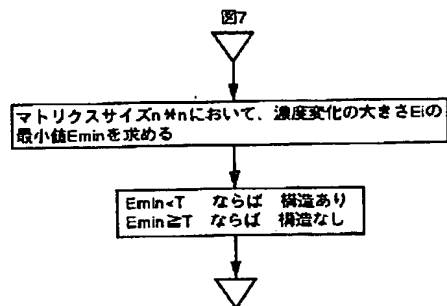 図7
マトリクスサイズn*nにおいて、濃度変化の大きさEiの
最小値Eminを求める
Emin<T ならば 構造あり
Emin≧T ならば 構造なし